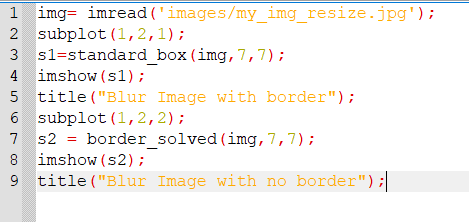 1 img= imread('images/my_img_resize.jpg');
2 subplot(1,2,1);
3 s1=standard_box(img,7,7);
4 imshow(s1);
5 title("Blur Image with border");
6 subplot(1,2,2);
7 s2 = border_solved(img,7,7);
8 imshow(s2);
9 title("Blur Image with no border");